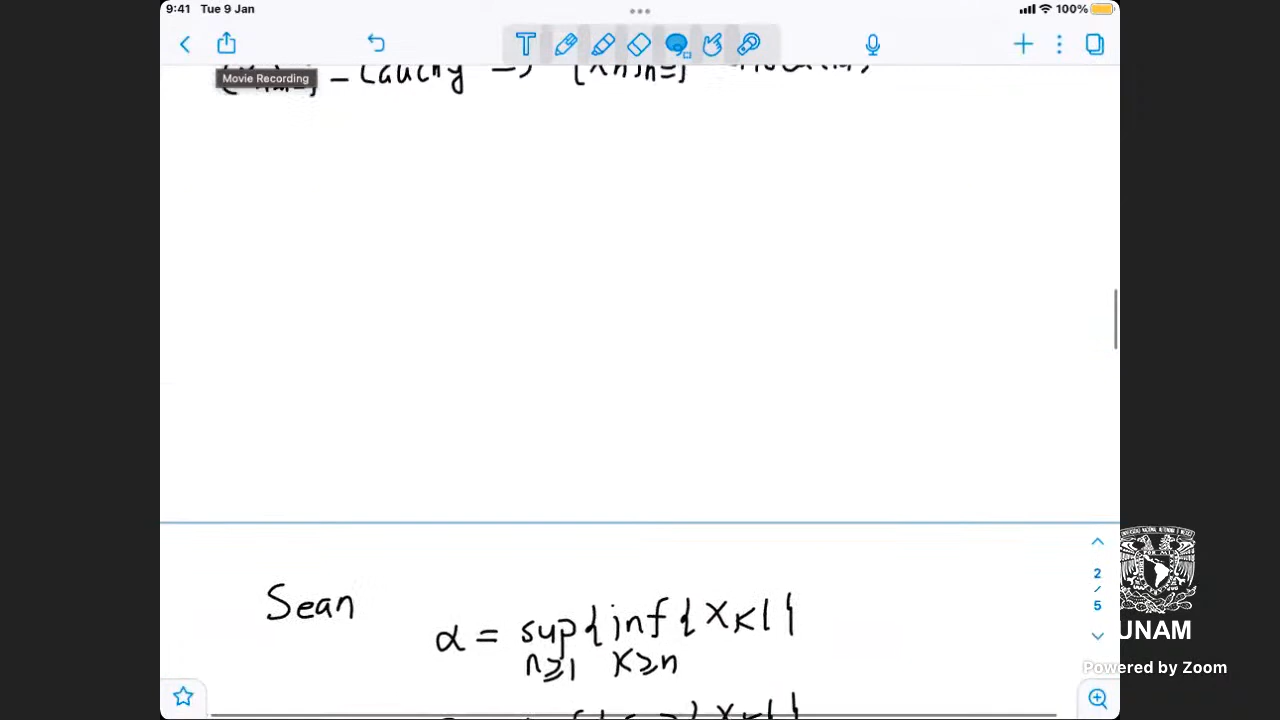 9:41 Tue 9 Jan
100%
Movie Recording
– Cauchy ⇒
Sean
α = sup{ inf { x_k } }
n≥1 k≥n
2
5
UNAM
Powered by Zoom